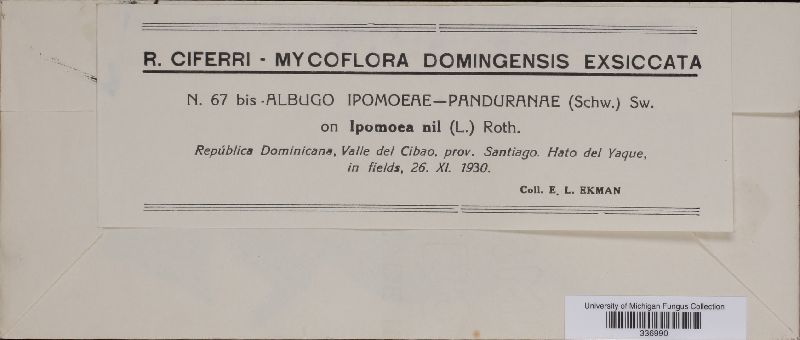 R. CIFERRI - MYCOFLORA DOMINGENSIS EXSICCATA
N. 67 bis - ALBUGO IPOMOEAE—PANDURANAE (Schw.) Sw.
on Ipomoea nil (L.) Roth.
República Dominicana, Valle del Cibao, prov. Santiago. Hato del Yaque,
in fields, 26. XI. 1930.
Coll. E. L. EKMAN
University of Michigan Fungus Collection
336990